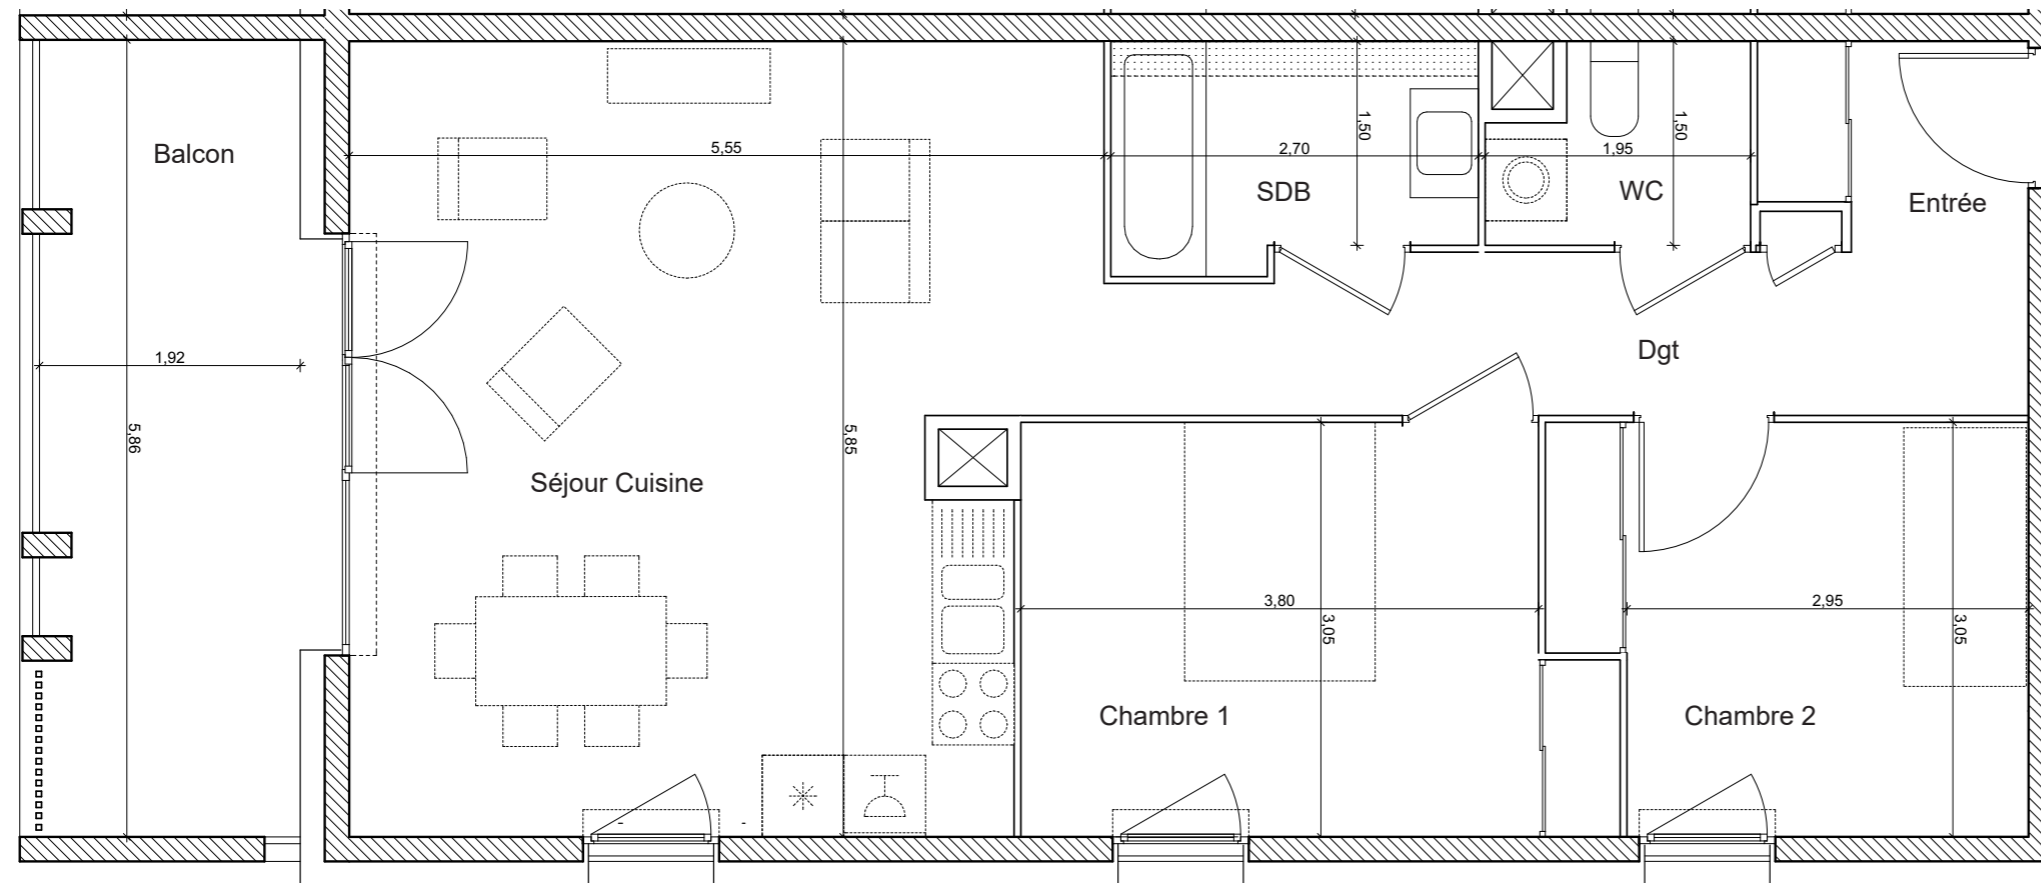 Balcon
5,55
2,70
1,50
1,95
1,50
SDB
WC
Entrée
1,92
Dgt
5,86
5,85
Séjour Cuisine
3,80
3,05
2,95
3,05
Chambre 1
Chambre 2